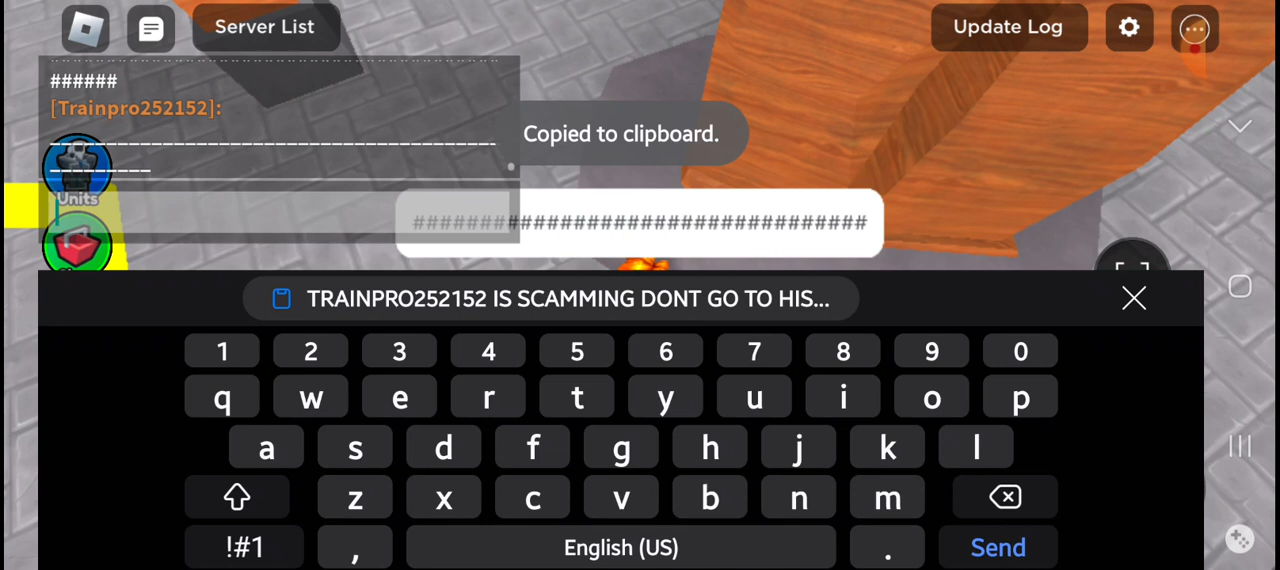 Server List
Update Log
######
[Trainpro252152]:
Copied to clipboard.
Units
##################################
TRAINPRO252152 IS SCAMMING DONT GO TO HIS...
1 2 3 4 5 6 7 8 9 0
q w e r t y u i o p
a s d f g h j k l
z x c v b n m
!#1 , English (US) . Send